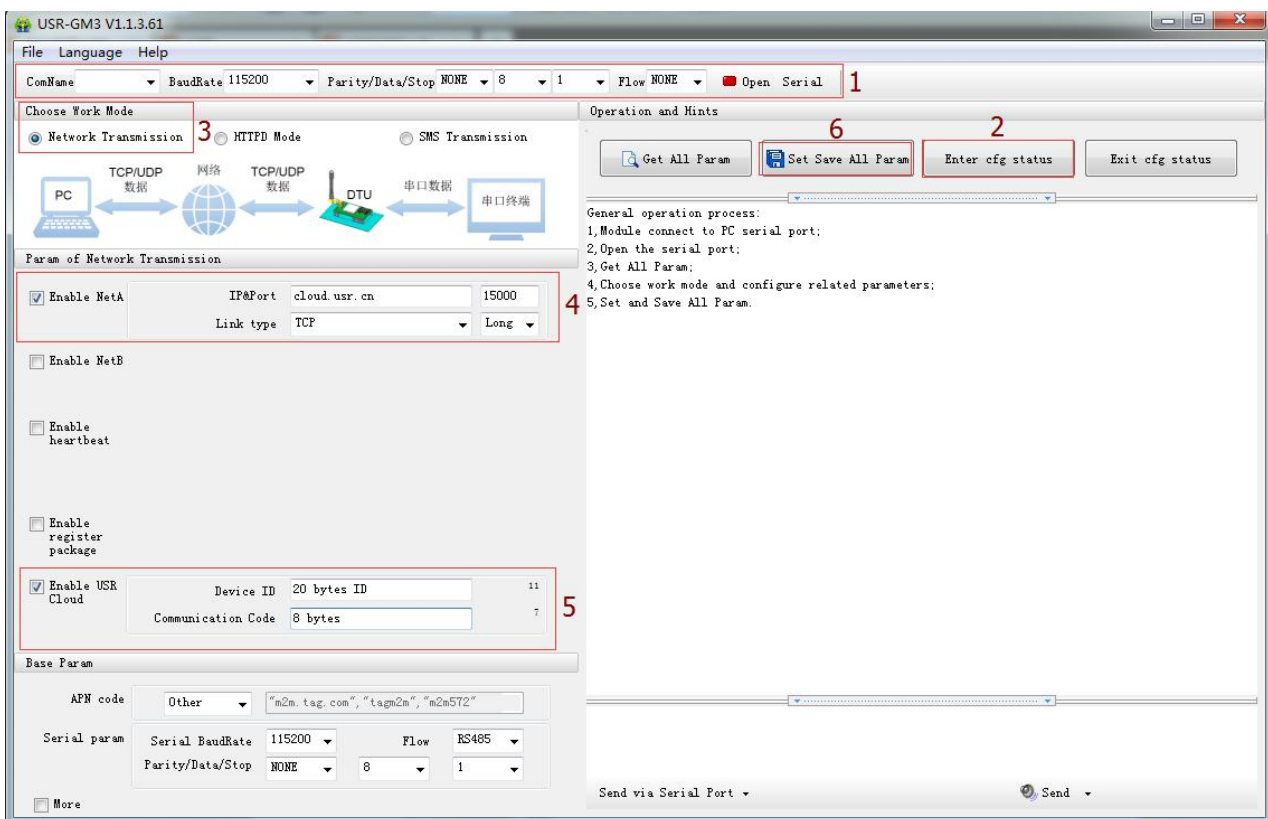 USR-GM3 V1.1.3.61
File Language Help
ComName BaudRate 115200 Parity/Data/Stop NONE 8 1 Flow NONE Open Serial 1
Choose Work Mode
Network Transmission 3 HTTPD Mode SMS Transmission
PC TCP/UDP 数据 网络 TCP/UDP 数据 DTU 串口数据 串口终端
Param of Network Transmission
Enable NetA IP&Port cloud.usr.cn 15000
Link type TCP Long
4
Enable NetB
Enable
heartbeat
Enable
register
package
Enable USR
Cloud
Device ID 20 bytes ID 11
Communication Code 8 bytes 7
5
Base Param
APN code Other "m2m.tag.com","tagm2m","m2m572"
Serial param Serial BaudRate 115200 Flow RS485
Parity/Data/Stop NONE 8 1
More
Operation and Hints
6 2
Get All Param Set Save All Param Enter cfg status Exit cfg status
General operation process:
1,Module connect to PC serial port;
2,Open the serial port;
3,Get All Param;
4,Choose work mode and configure related parameters;
5,Set and Save All Param.
Send via Serial Port Send